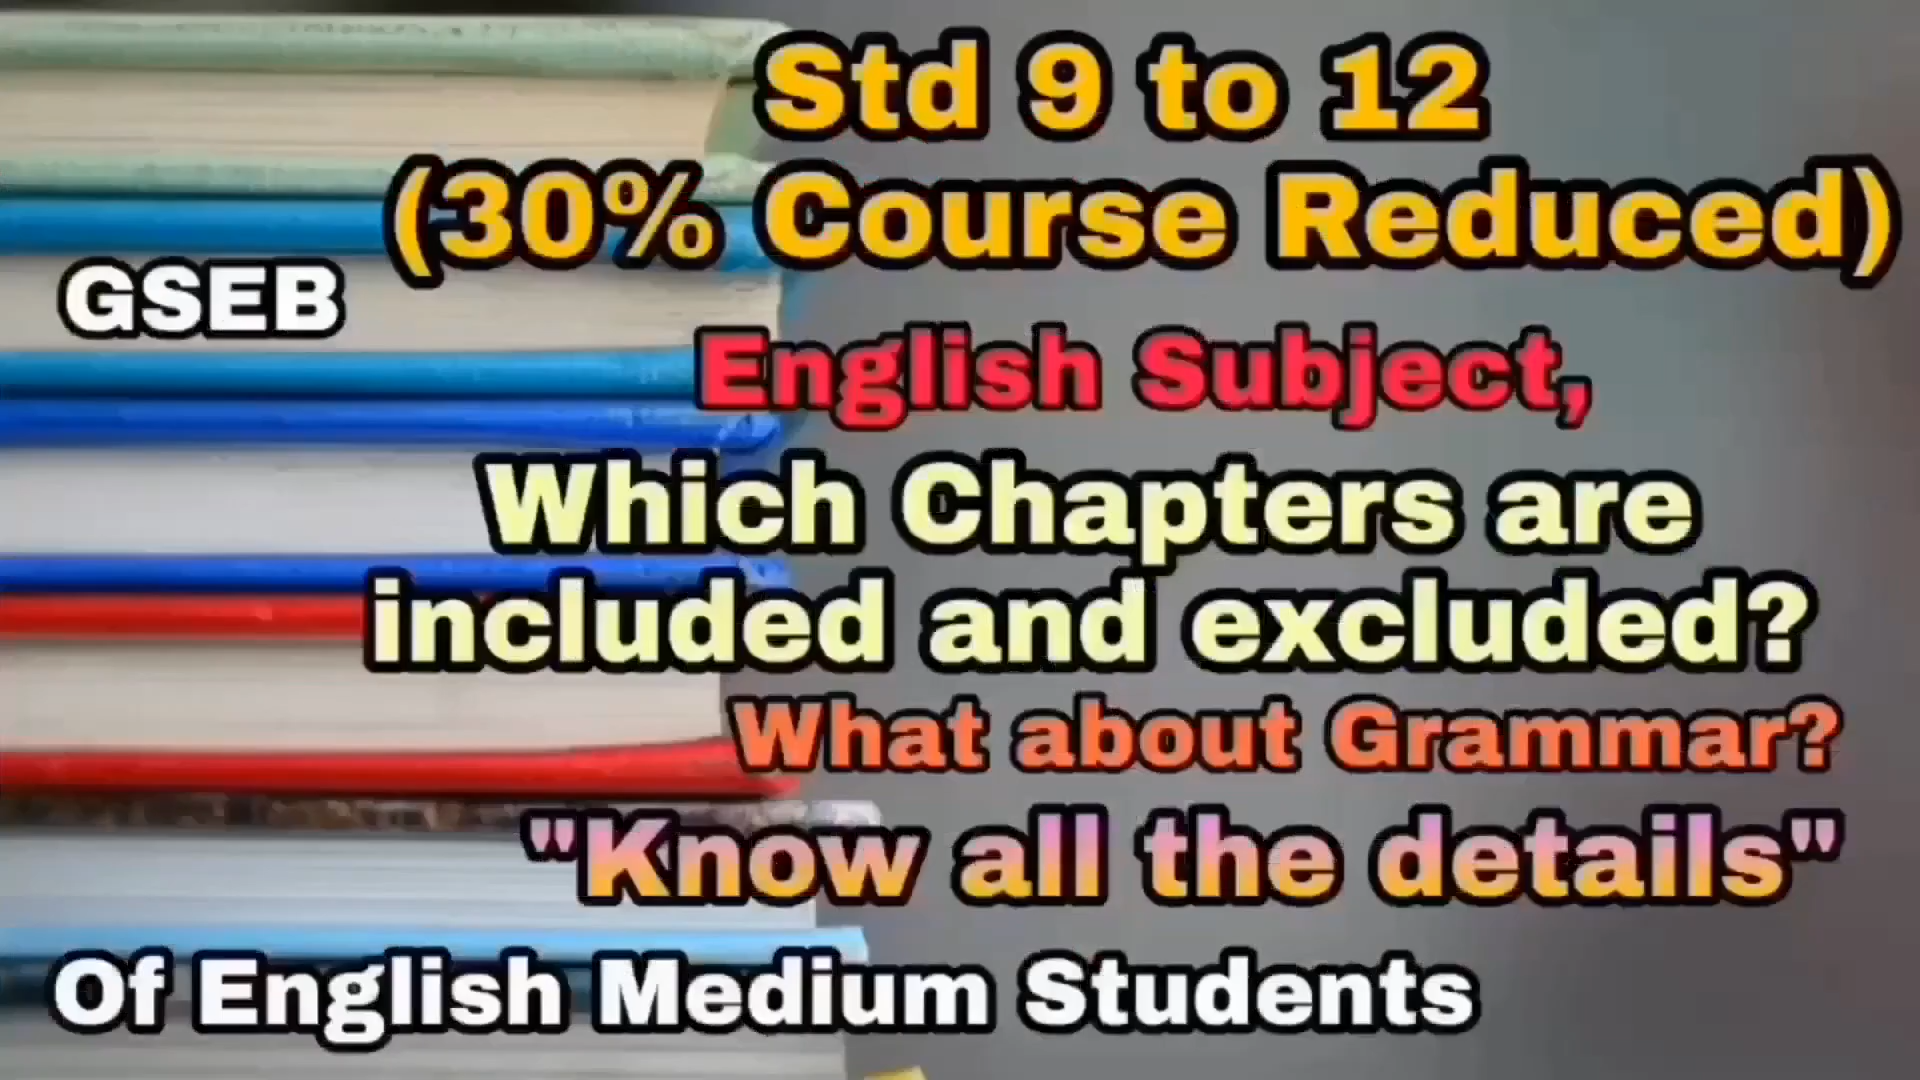 Std 9 to 12
(30% Course Reduced)
GSEB
English Subject,
Which Chapters are
included and excluded?
What about Grammar?
"Know all the details"
Of English Medium Students